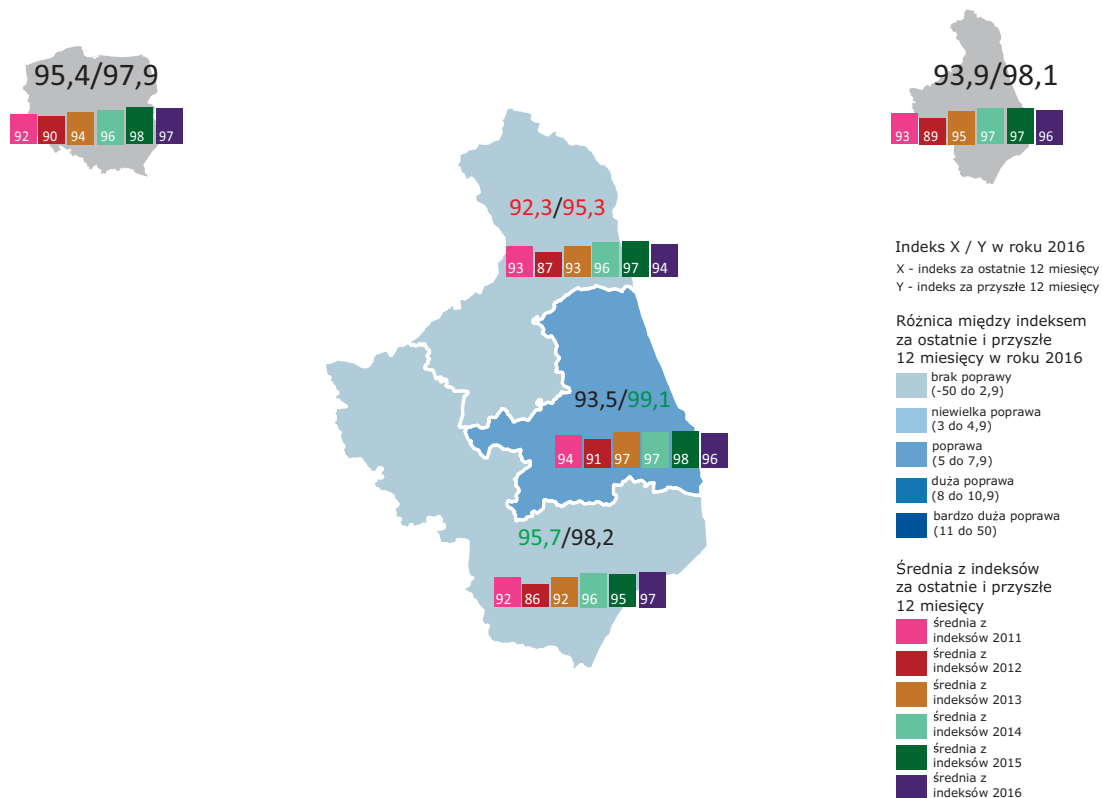 95,4/97,9
92 90 94 96 98 97
93,9/98,1
93 89 95 97 97 96
92,3/95,3
93 87 93 96 97 94
93,5/99,1
94 91 97 97 98 96
95,7/98,2
92 86 92 96 95 97
Indeks X / Y w roku 2016
X - indeks za ostatnie 12 miesięcy
Y - indeks za przyszłe 12 miesięcy
Różnica między indeksem
za ostatnie i przyszłe
12 miesięcy w roku 2016
brak poprawy
(-50 do 2,9)
niewielka poprawa
(3 do 4,9)
poprawa
(5 do 7,9)
duża poprawa
(8 do 10,9)
bardzo duża poprawa
(11 do 50)
Średnia z indeksów
za ostatnie i przyszłe
12 miesięcy
średnia z
indeksów 2011
średnia z
indeksów 2012
średnia z
indeksów 2013
średnia z
indeksów 2014
średnia z
indeksów 2015
średnia z
indeksów 2016